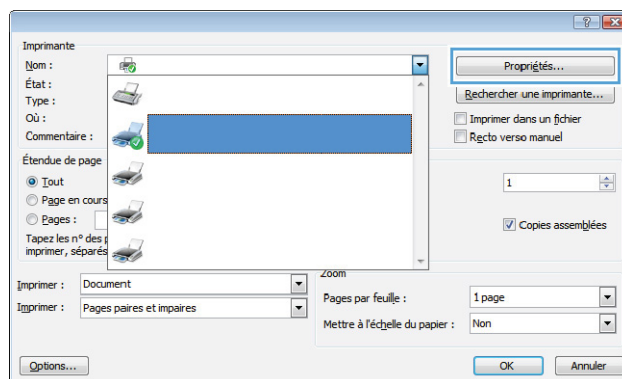 Imprimante
Nom :
Propriétés...
État :
Type :
Rechercher une imprimante...
Où :
Imprimer dans un fichier
Commentaire :
Recto verso manuel
Étendue de page
Tout
1
Page en cours
Pages :
Copies assemblées
Tapez les n° des
imprimer, séparés
Zoom
Imprimer : Document
Pages par feuille : 1 page
Imprimer : Pages paires et impaires
Mettre à l'échelle du papier : Non
Options...
OK
Annuler